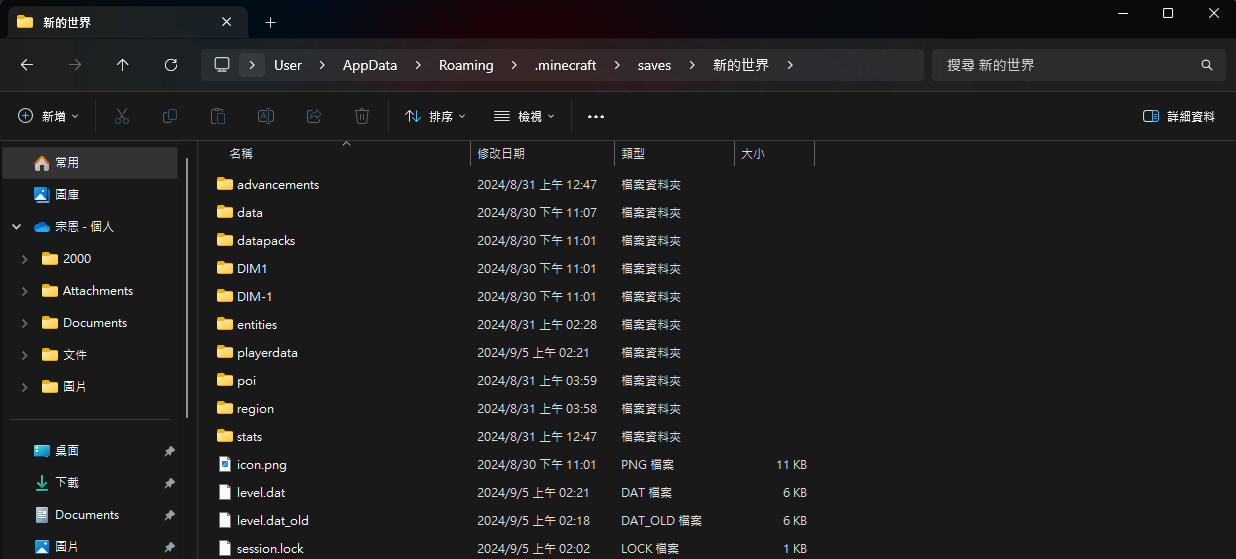 新的世界
User AppData Roaming .minecraft saves 新的世界 搜尋 新的世界
新增 排序 檢視 詳細資料
常用
圖庫
宗恩 - 個人
2000
Attachments
Documents
文件
圖片
桌面
下載
Documents
圖片
名稱 修改日期 類型 大小
advancements 2024/8/31 上午 12:47 檔案資料夾
data 2024/8/30 下午 11:07 檔案資料夾
datapacks 2024/8/30 下午 11:01 檔案資料夾
DIM1 2024/8/30 下午 11:01 檔案資料夾
DIM-1 2024/8/30 下午 11:01 檔案資料夾
entities 2024/8/31 上午 02:28 檔案資料夾
playerdata 2024/9/5 上午 02:21 檔案資料夾
poi 2024/8/31 上午 03:59 檔案資料夾
region 2024/8/31 上午 03:58 檔案資料夾
stats 2024/8/31 上午 12:47 檔案資料夾
icon.png 2024/8/30 下午 11:01 PNG 檔案 11 KB
level.dat 2024/9/5 上午 02:21 DAT 檔案 6 KB
level.dat_old 2024/9/5 上午 02:18 DAT_OLD 檔案 6 KB
session.lock 2024/9/5 上午 02:02 LOCK 檔案 1 KB